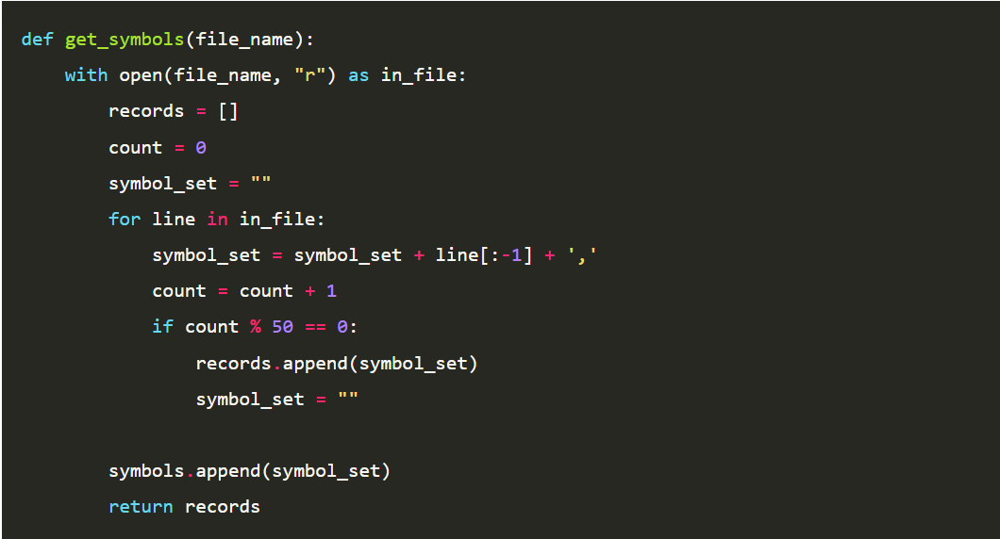 def get_symbols(file_name):
    with open(file_name, "r") as in_file:
        records = []
        count = 0
        symbol_set = ""
        for line in in_file:
            symbol_set = symbol_set + line[:-1] + ','
            count = count + 1
            if count % 50 == 0:
                records.append(symbol_set)
                symbol_set = ""

        symbols.append(symbol_set)
        return records